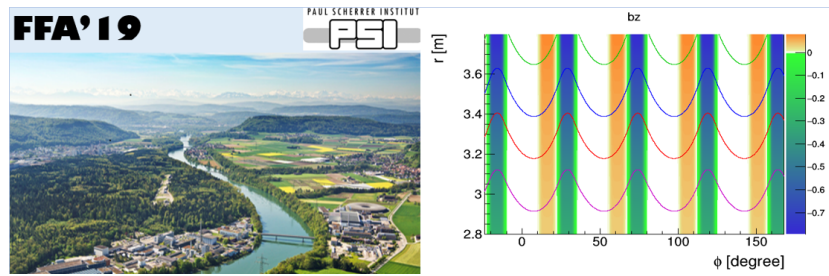 FFA'19
PAUL SCHERRER INSTITUT
PSI
bz
r [m]
3.6
3.4
3.2
3
2.8
0
50
100
150
ϕ [degree]
0
-0.1
-0.2
-0.3
-0.4
-0.5
-0.6
-0.7